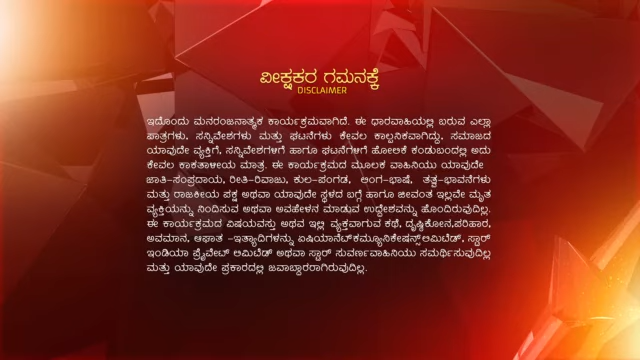 ವೀಕ್ಷಕರ ಗಮನಕ್ಕೆ
DISCLAIMER
ಇದೊಂದು ಮನರಂಜನಾತ್ಮಕ ಕಾರ್ಯಕ್ರಮವಾಗಿದೆ. ಈ ಧಾರವಾಹಿಯಲ್ಲಿ ಬರುವ ಎಲ್ಲಾ
ಪಾತ್ರಗಳು, ಸನ್ನಿವೇಶಗಳು ಮತ್ತು ಘಟನೆಗಳು ಕೇವಲ ಕಾಲ್ಪನಿಕವಾಗಿದ್ದು, ಸಮಾಜದ
ಯಾವುದೇ ವ್ಯಕ್ತಿಗೆ, ಸನ್ನಿವೇಶಗಳಿಗೆ ಹಾಗೂ ಘಟನೆಗಳಿಗೆ ಹೋಲಿಕೆ ಕಂಡುಬಂದಲ್ಲಿ ಅದು
ಕೇವಲ ಕಾಕತಾಳೀಯ ಮಾತ್ರ. ಈ ಕಾರ್ಯಕ್ರಮದ ಮೂಲಕ ವಾಹಿನಿಯು ಯಾವುದೇ
ಜಾತಿ-ಸಂಪ್ರದಾಯ, ರೀತಿ-ರಿವಾಜು, ಕುಲ-ಪಂಗಡ, ಲಿಂಗ-ಭಾಷೆ, ತತ್ವ-ಭಾವನೆಗಳು
ಮತ್ತು ರಾಜಕೀಯ ಪಕ್ಷ ಅಥವಾ ಯಾವುದೇ ಸ್ಥಳದ ಬಗ್ಗೆ ಹಾಗೂ ಜೀವಂತ ಇಲ್ಲವೇ ಮೃತ
ವ್ಯಕ್ತಿಯನ್ನು ನಿಂದಿಸುವ ಅಥವಾ ಅವಹೇಳನ ಮಾಡುವ ಉದ್ದೇಶವನ್ನು ಹೊಂದಿರುವುದಿಲ್ಲ.
ಈ ಕಾರ್ಯಕ್ರಮದ ವಿಷಯವಸ್ತು ಅಥವ ಇಲ್ಲಿ ವ್ಯಕ್ತವಾಗುವ ಕಥೆ, ದೃಷ್ಟಿಕೋನ,ಪರಿಹಾರ,
ಅವಮಾನ, ಆಘಾತ -ಇತ್ಯಾದಿಗಳನ್ನು ಏಷಿಯಾನೆಟ್‌ಕಮ್ಯೂನಿಕೇಷನ್ಸ್ ಲಿಮಿಟೆಡ್, ಸ್ಟಾರ್
ಇಂಡಿಯಾ ಪ್ರೈವೇಟ್ ಲಿಮಿಟೆಡ್ ಅಥವಾ ಸ್ಟಾರ್ ಸುವರ್ಣವಾಹಿನಿಯು ಸಮರ್ಥಿಸುವುದಿಲ್ಲ
ಮತ್ತು ಯಾವುದೇ ಪ್ರಕಾರದಲ್ಲಿ ಜವಾಬ್ದಾರರಾಗಿರುವುದಿಲ್ಲ.